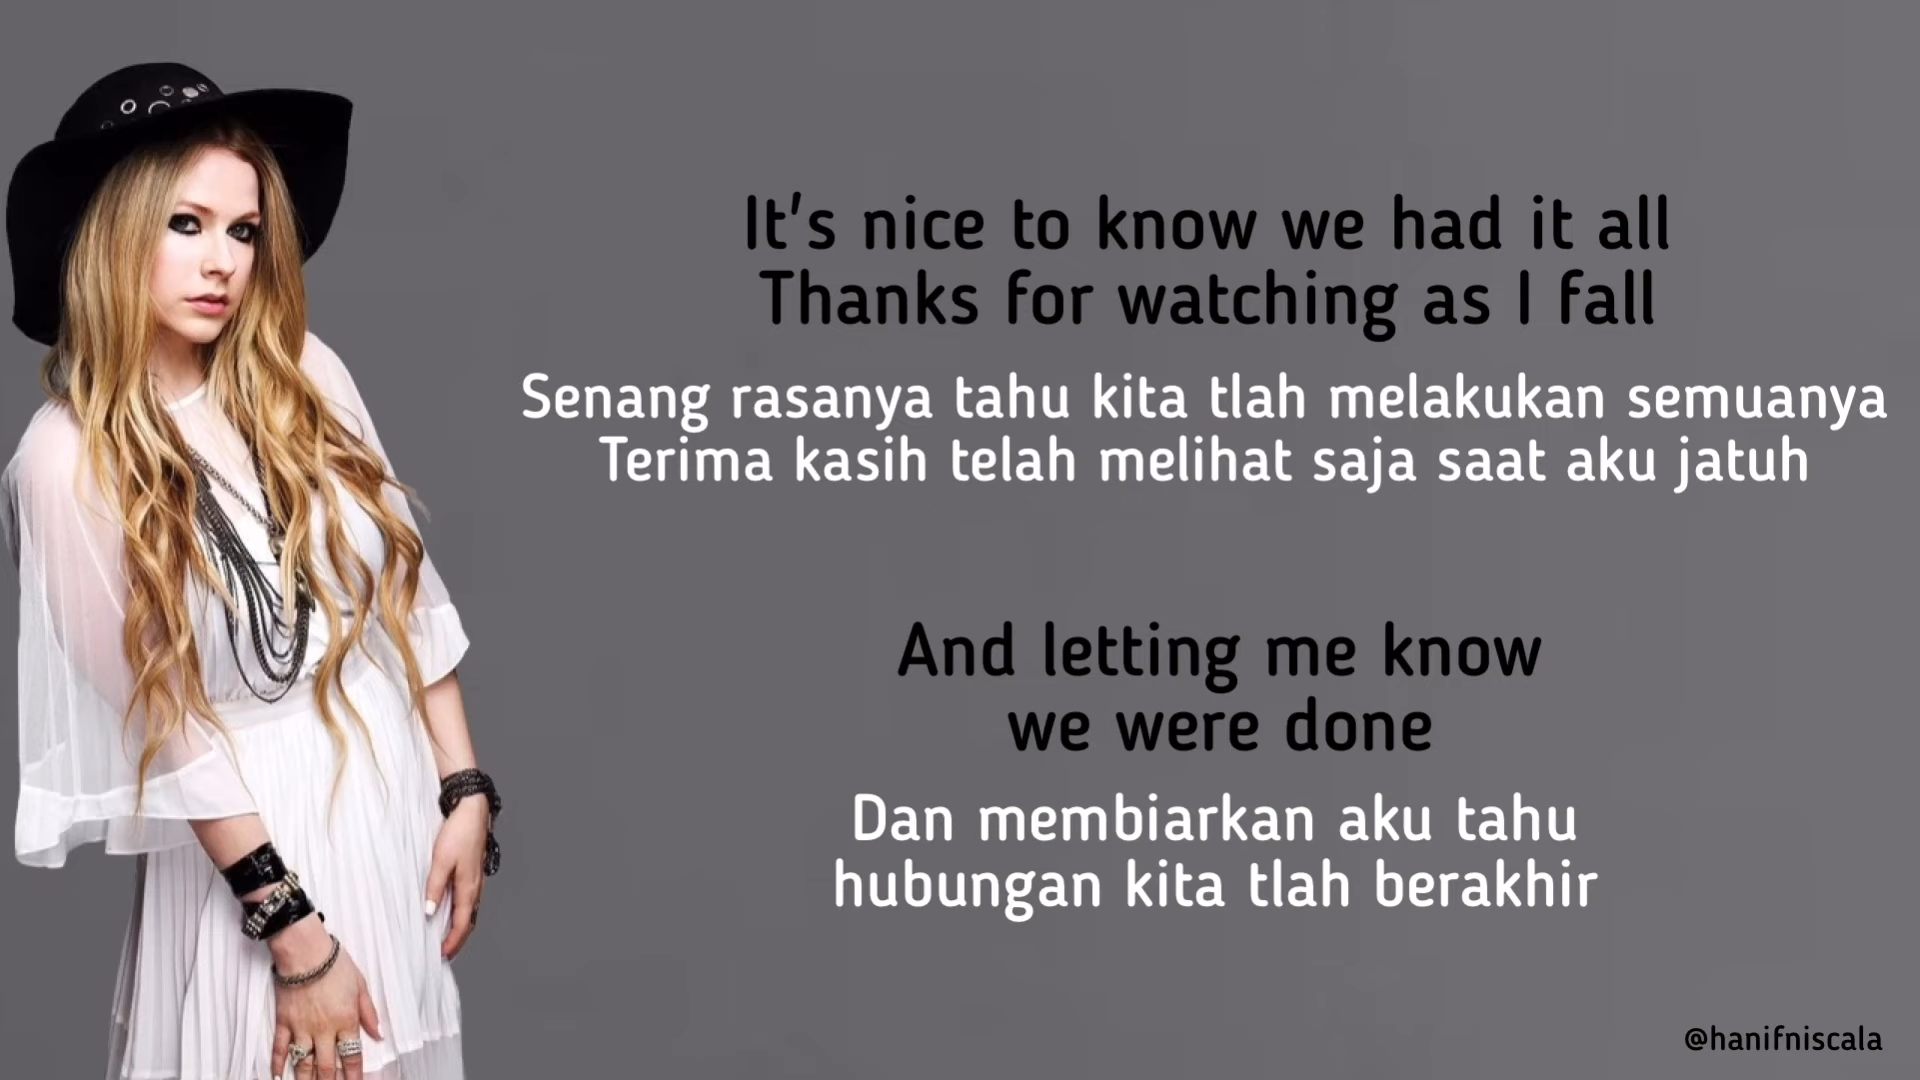 It's nice to know we had it all
Thanks for watching as I fall
Senang rasanya tahu kita tlah melakukan semuanya
Terima kasih telah melihat saja saat aku jatuh
And letting me know
we were done
Dan membiarkan aku tahu
hubungan kita tlah berakhir
@hanifniscala